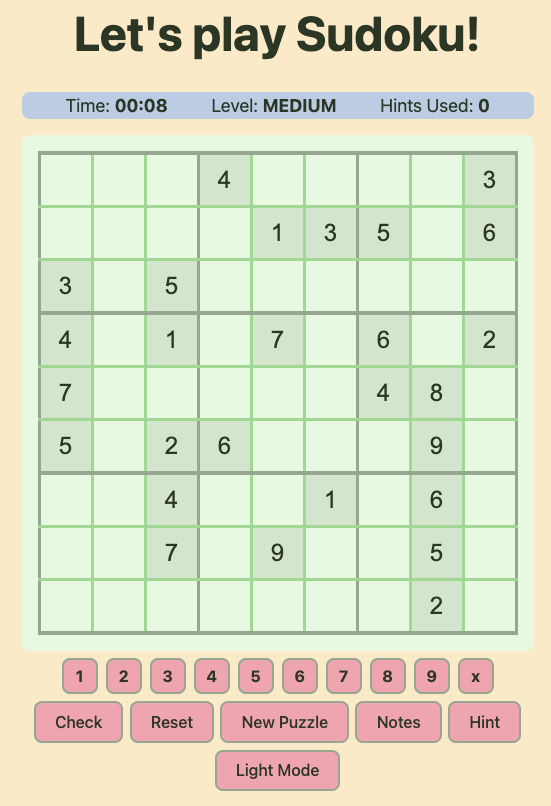 Let's play Sudoku!
Time: 00:08 Level: MEDIUM Hints Used: 0
4 3
1 3 5 6
3 5
4 1 7 6 2
7 4 8
5 2 6 9
4 1 6
7 9 5
2
1 2 3 4 5 6 7 8 9 x
Check Reset New Puzzle Notes Hint
Light Mode